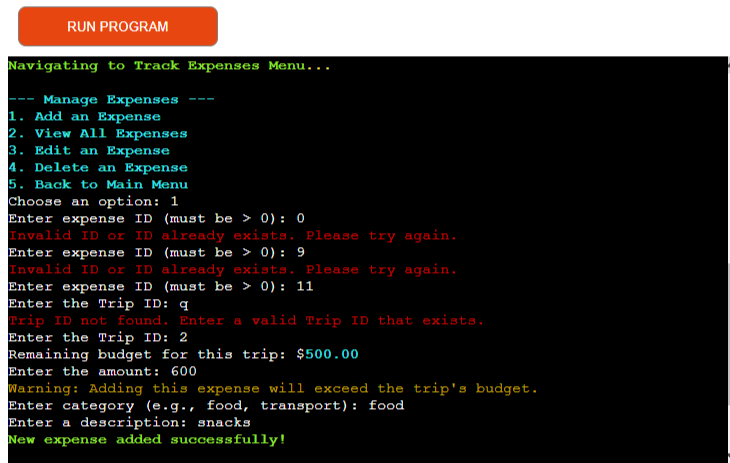 RUN PROGRAM
Navigating to Track Expenses Menu...
--- Manage Expenses ---
1. Add an Expense
2. View All Expenses
3. Edit an Expense
4. Delete an Expense
5. Back to Main Menu
Choose an option: 1
Enter expense ID (must be > 0): 0
Invalid ID or ID already exists. Please try again.
Enter expense ID (must be > 0): 9
Invalid ID or ID already exists. Please try again.
Enter expense ID (must be > 0): 11
Enter the Trip ID: q
Trip ID not found. Enter a valid Trip ID that exists.
Enter the Trip ID: 2
Remaining budget for this trip: $500.00
Enter the amount: 600
Warning: Adding this expense will exceed the trip's budget.
Enter category (e.g., food, transport): food
Enter a description: snacks
New expense added successfully!